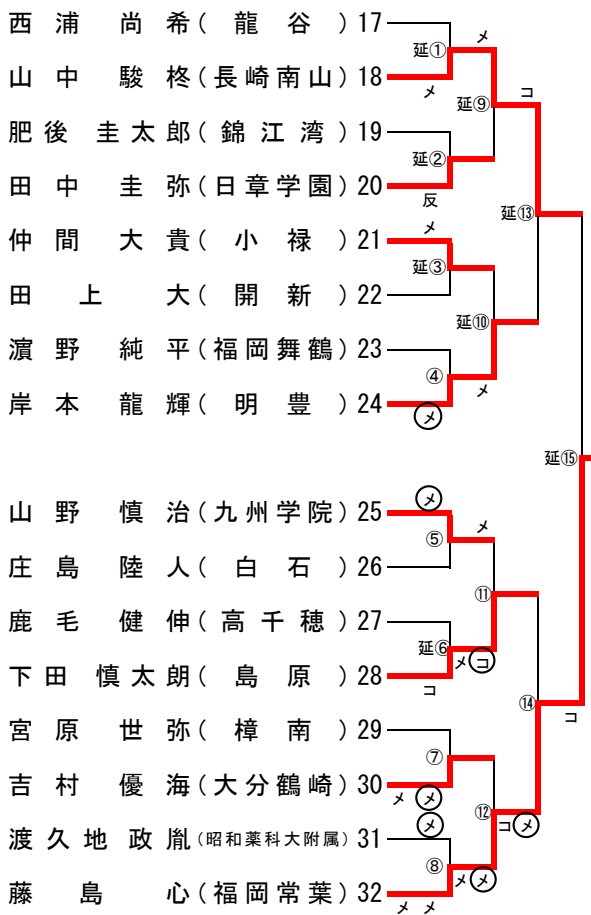 西浦尚希(龍谷)17
延①
メ
山中駿柊(長崎南山)18
メ
延⑨
コ
肥後圭太郎(錦江湾)19
延②
田中圭弥(日章学園)20
反
延⑬
仲間大貴(小禄)21
メ
延③
田上大(開新)22
延⑩
濵野純平(福岡舞鶴)23
④
メ
岸本龍輝(明豊)24
メ
延⑮
山野慎治(九州学院)25
メ
⑤
メ
庄島陸人(白石)26
⑪
鹿毛健伸(高千穂)27
延⑥
メコ
下田慎太朗(島原)28
コ
⑭
コ
宮原世弥(樟南)29
⑦
吉村優海(大分鶴崎)30
メメ
⑫
コメ
渡久地政胤(昭和薬科大附属)31
メ
⑧
メメ
藤島心(福岡常葉)32
メメ